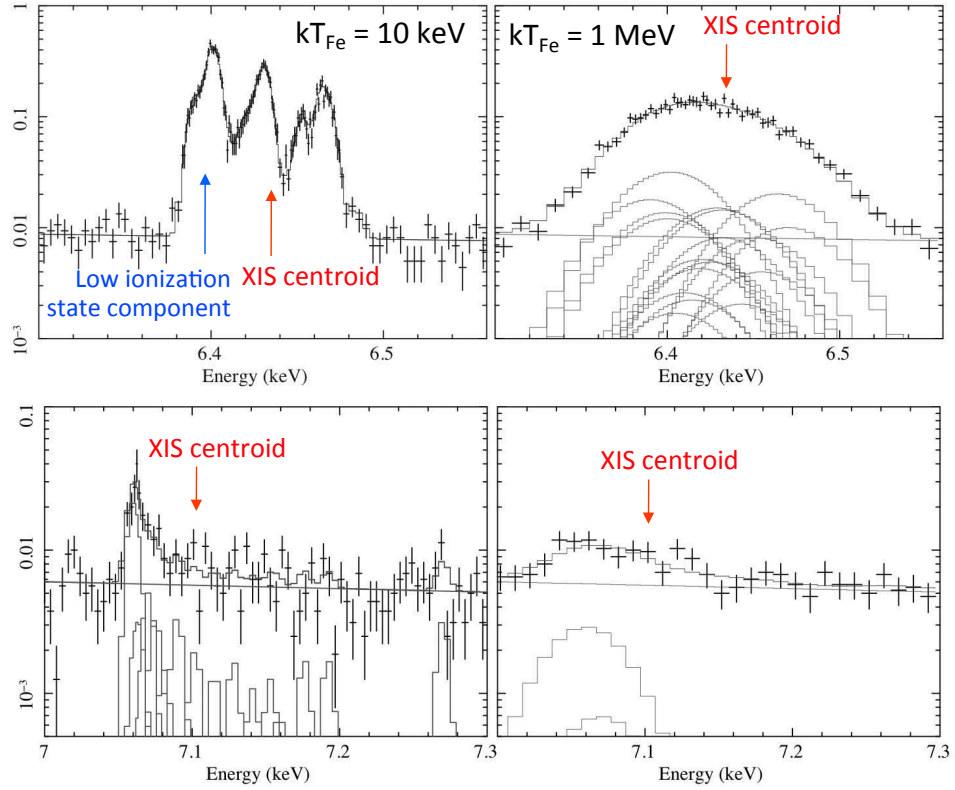 kT_Fe = 10 keV
1
0.1
0.01
10⁻³
Low ionization
state component
XIS centroid
6.4
6.5
Energy (keV)
kT_Fe = 1 MeV
XIS centroid
6.4
6.5
Energy (keV)
0.1
0.01
10⁻³
XIS centroid
7
7.1
7.2
7.3
Energy (keV)
XIS centroid
7.1
7.2
7.3
Energy (keV)